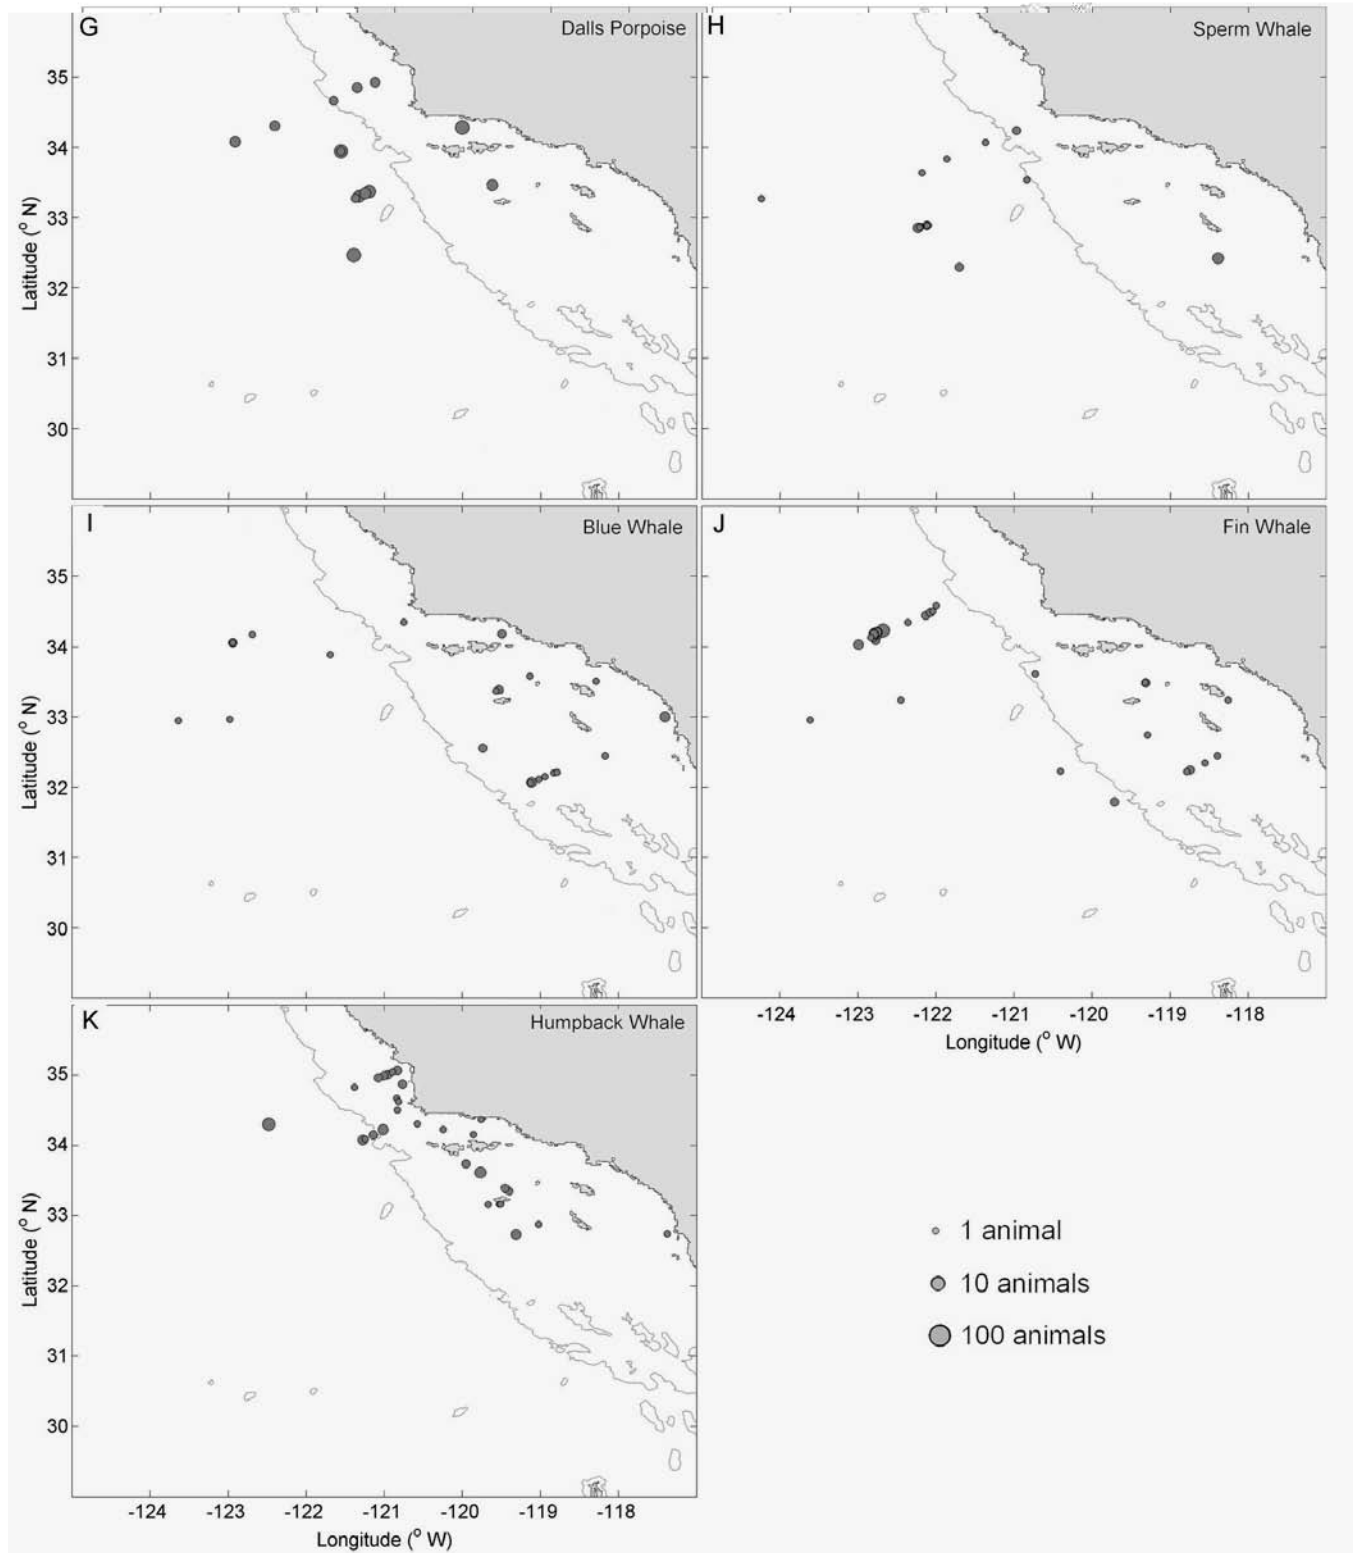 G
Dalls Porpoise
H
Sperm Whale
35
34
33
32
31
30
Latitude (° N)
I
Blue Whale
J
Fin Whale
35
34
33
32
31
30
Latitude (° N)
-124 -123 -122 -121 -120 -119 -118
Longitude (° W)
K
Humpback Whale
35
34
33
32
31
30
Latitude (° N)
-124 -123 -122 -121 -120 -119 -118
Longitude (° W)
1 animal
10 animals
100 animals